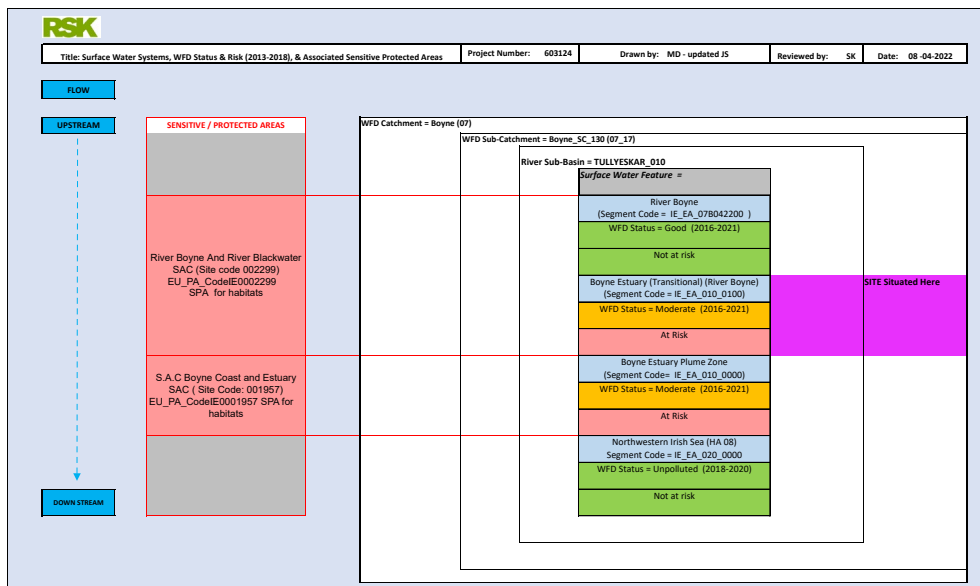 RSK
Title: Surface Water Systems, WFD Status & Risk (2013-2018), & Associated Sensitive Protected Areas
Project Number: 603124
Drawn by: MD - updated JS
Reviewed by: SK
Date: 08 -04-2022
FLOW
UPSTREAM
SENSITIVE / PROTECTED AREAS
WFD Catchment = Boyne (07)
WFD Sub-Catchment = Boyne_SC_130 (07_17)
River Sub-Basin = TULLYESKAR_010
Surface Water Feature =
River Boyne
(Segment Code = IE_EA_07B042200 )
WFD Status = Good (2016-2021)
Not at risk
River Boyne And River Blackwater
SAC (Site code 002299)
EU_PA_CodeIE0002299
SPA for habitats
Boyne Estuary (Transitional) (River Boyne)
(Segment Code = IE_EA_010_0100)
SITE Situated Here
WFD Status = Moderate (2016-2021)
At Risk
Boyne Estuary Plume Zone
(Segment Code= IE_EA_010_0000)
WFD Status = Moderate (2016-2021)
At Risk
S.A.C Boyne Coast and Estuary
SAC ( Site Code: 001957)
EU_PA_CodeIE0001957 SPA for
habitats
Northwestern Irish Sea (HA 08)
Segment Code = IE_EA_020_0000
WFD Status = Unpolluted (2018-2020)
Not at risk
DOWN STREAM